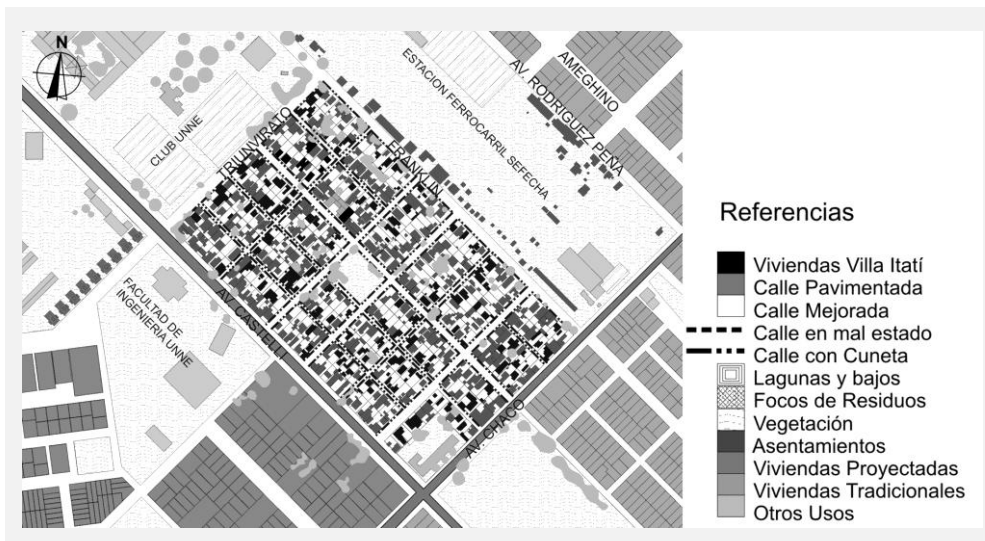 N
CLUB UNNE
TRIUNVIRATO
FRANKLIN
ESTACION FERROCARRIL SEFECHA
AV. RODRIGUEZ PEÑA
AMEGHINO
FACULTAD DE
INGENIERIA UNNE
AV. CASTELLI
AV. CHACO
Referencias
Viviendas Villa Itatí
Calle Pavimentada
Calle Mejorada
Calle en mal estado
Calle con Cuneta
Lagunas y bajos
Focos de Residuos
Vegetación
Asentamientos
Viviendas Proyectadas
Viviendas Tradicionales
Otros Usos